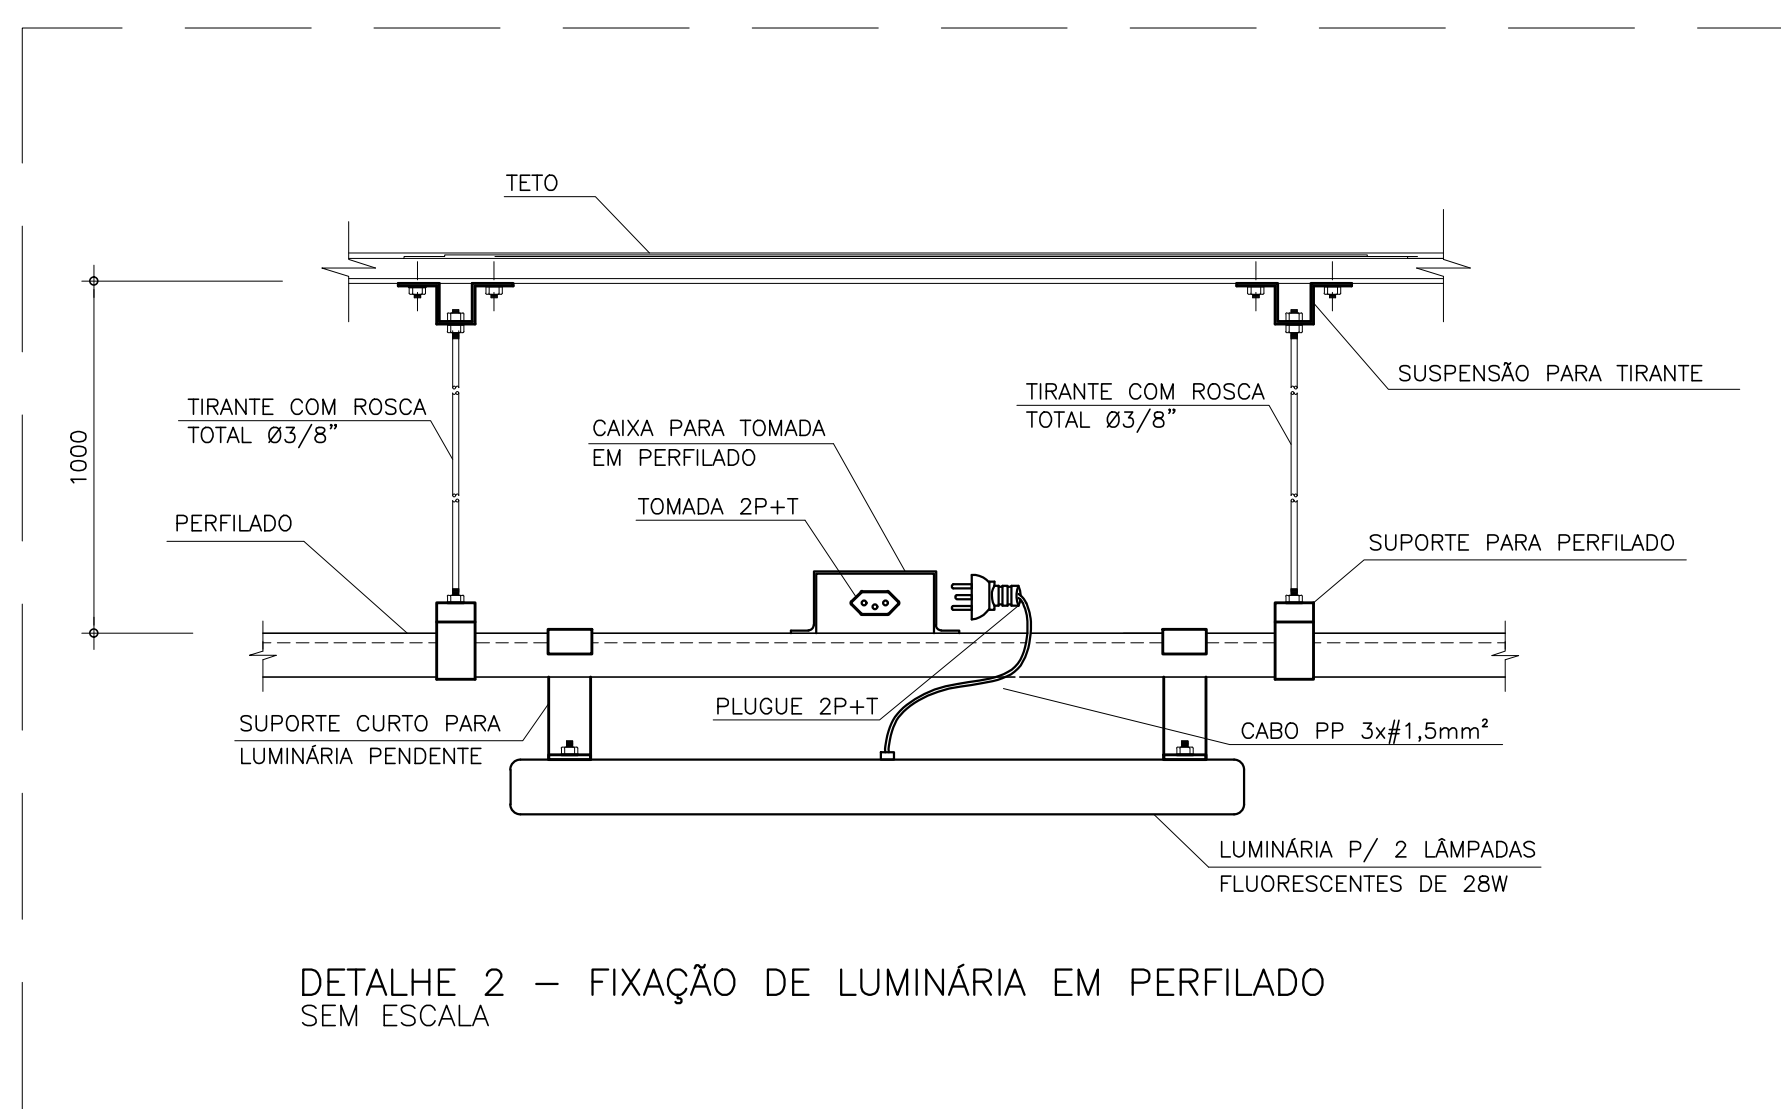 TETO
SUSPENSÃO PARA TIRANTE
TIRANTE COM ROSCA
TOTAL Ø3/8”
TIRANTE COM ROSCA
TOTAL Ø3/8”
CAIXA PARA TOMADA
EM PERFILADO
1000
TOMADA 2P+T
PERFILADO
SUPORTE PARA PERFILADO
PLUGUE 2P+T
SUPORTE CURTO PARA
LUMINÁRIA PENDENTE
CABO PP 3x#1,5mm²
LUMINÁRIA P/ 2 LÂMPADAS
FLUORESCENTES DE 28W
DETALHE 2 – FIXAÇÃO DE LUMINÁRIA EM PERFILADO
SEM ESCALA